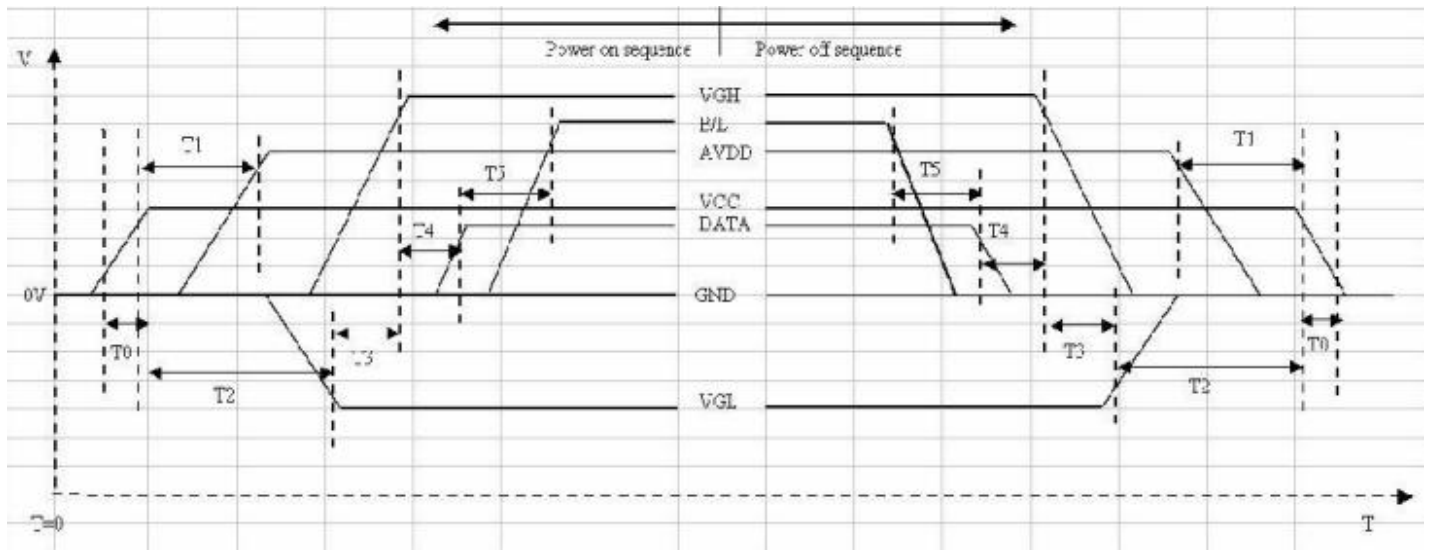 Power on sequence
Power off sequence
V
VGH
B/L
AVDD
T1
T1
T5
T5
VCC
DATA
T4
T4
0V
GND
T0
T3
T3
T0
T2
T2
VGL
T=0
T